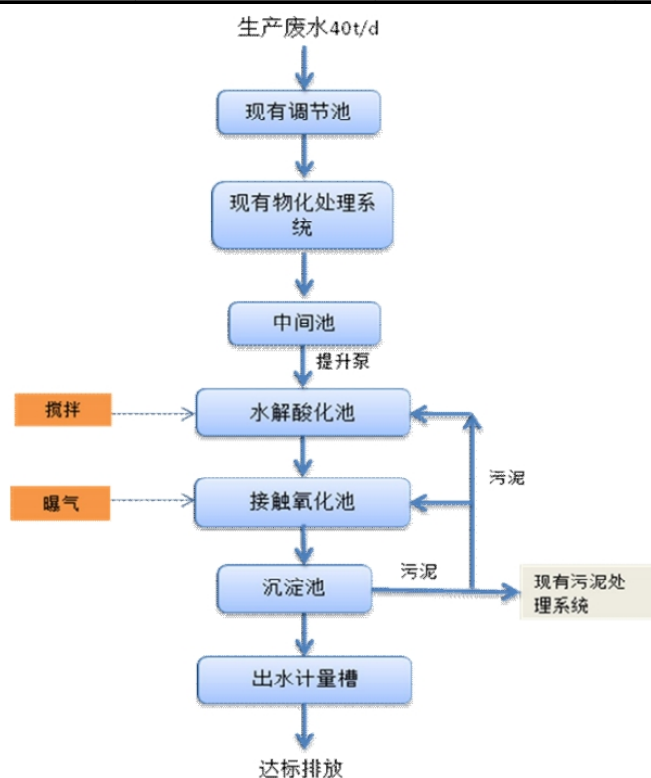 生产废水40t/d
现有调节池
现有物化处理系
统
中间池
提升泵
搅拌
水解酸化池
污泥
曝气
接触氧化池
污泥
沉淀池
现有污泥处
理系统
出水计量槽
达标排放